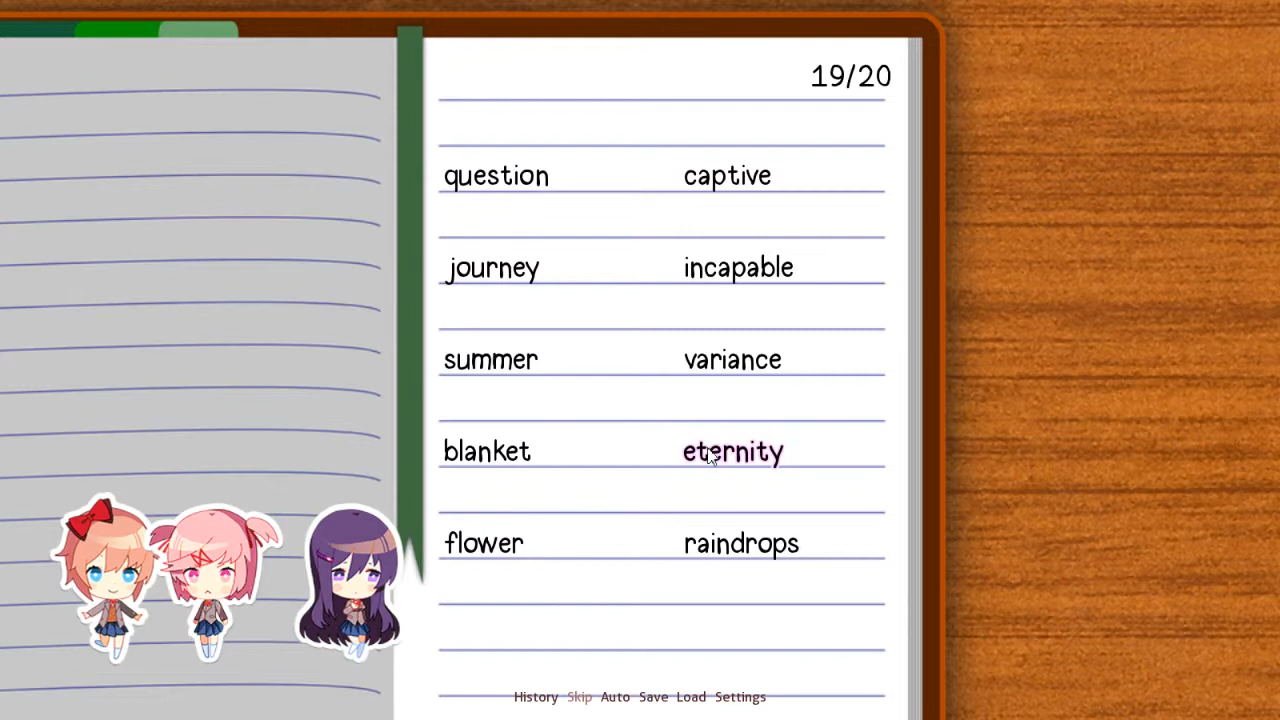 19/20
question captive
journey incapable
summer variance
blanket eternity
flower raindrops
History Skip Auto Save Load Settings